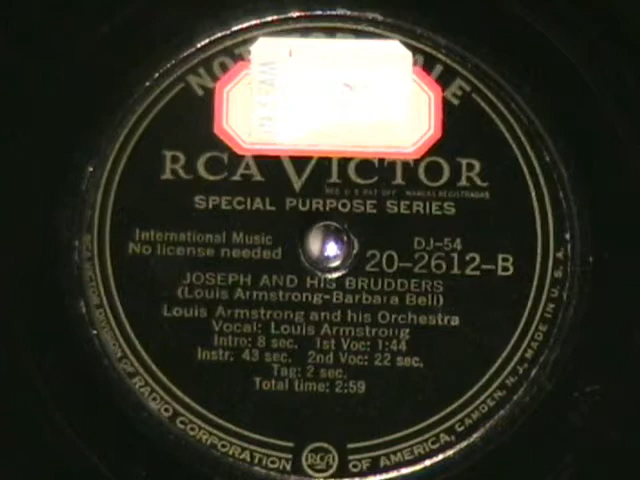 NOT FOR SALE
RCA VICTOR
REG. U.S. PAT. OFF. MARCAS REGISTRADAS
SPECIAL PURPOSE SERIES
International Music
No license needed
DJ-54
20-2612-B
JOSEPH AND HIS BRUDDERS
(Louis Armstrong-Barbara Bell)
Louis Armstrong and his Orchestra
Vocal: Louis Armstrong
Intro: 8 sec. 1st Voc: 1:44
Instr: 43 sec. 2nd Voc: 22 sec.
Tag: 2 sec.
Total time: 2:59
RCA VICTOR DIVISION OF RADIO CORPORATION OF AMERICA, CAMDEN, N. J. MADE IN U. S. A.
RCA